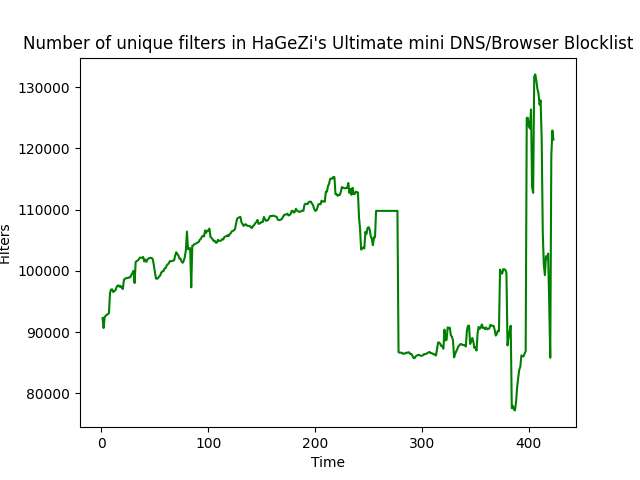 Number of unique filters in HaGeZi's Ultimate mini DNS/Browser Blocklist
130000
120000
110000
100000
90000
80000
Filters
0 100 200 300 400
Time